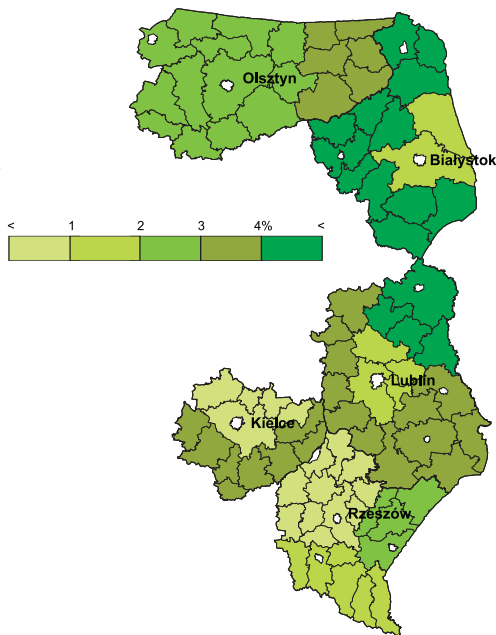 Olsztyn
Białystok
< 1 2 3 4% <
Lublin
Kielce
Rzeszów